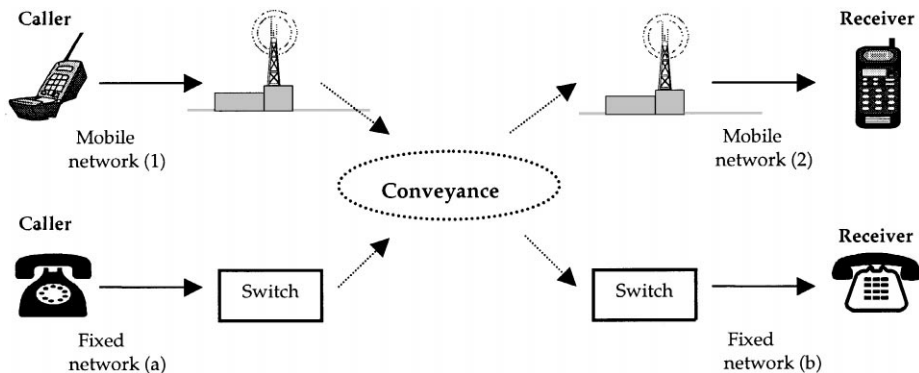 Caller
Receiver
Mobile
network (1)
Mobile
network (2)
Conveyance
Caller
Receiver
Switch
Switch
Fixed
network (a)
Fixed
network (b)